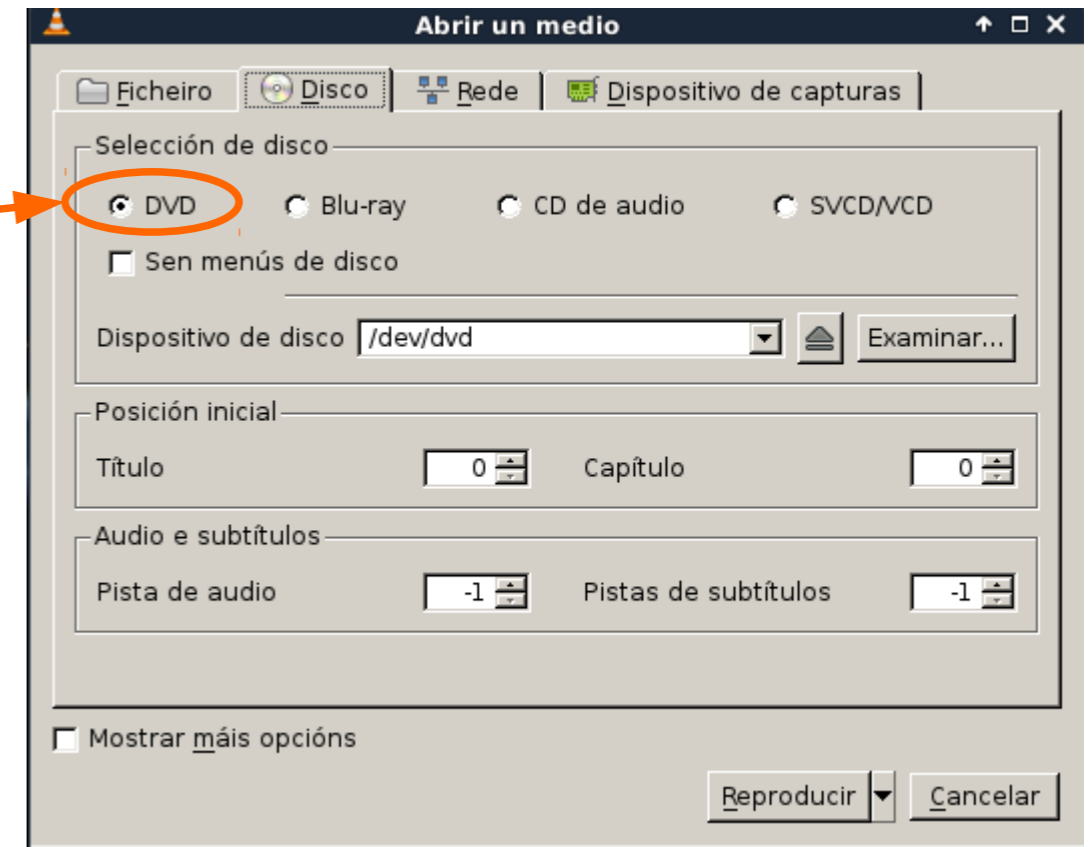 Abrir un medio
Ficheiro Disco Rede Dispositivo de capturas
Selección de disco
DVD Blu-ray CD de audio SVCD/VCD
Sen menús de disco
Dispositivo de disco /dev/dvd Examinar...
Posición inicial
Título 0 Capítulo 0
Audio e subtítulos
Pista de audio -1 Pistas de subtítulos -1
Mostrar máis opcións
Reproducir Cancelar